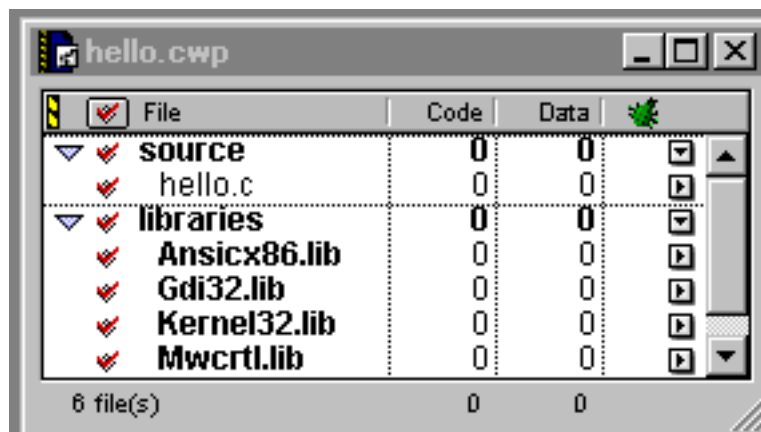 hello.cwp
File Code Data
source 0 0
hello.c 0 0
libraries 0 0
Ansicx86.lib 0 0
Gdi32.lib 0 0
Kernel32.lib 0 0
Mwcrtl.lib 0 0
6 file(s) 0 0